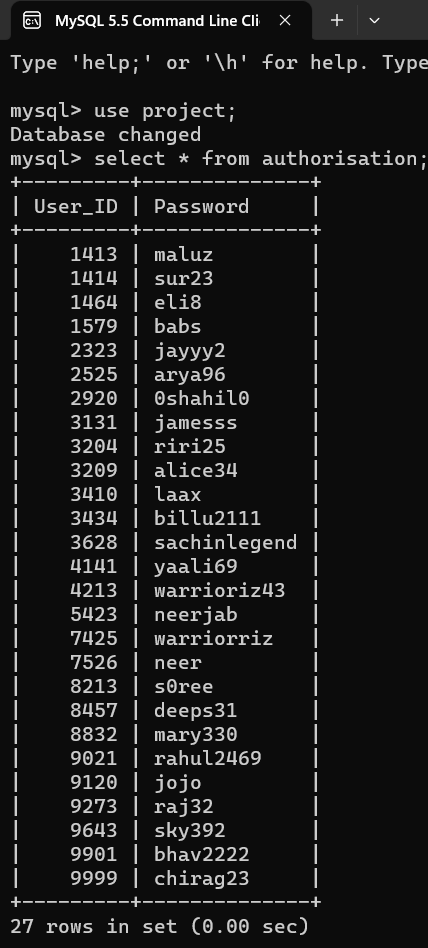 MySQL 5.5 Command Line Cli
Type 'help;' or '\h' for help. Type
mysql> use project;
Database changed
mysql> select * from authorisation;
+---------+--------------+
| User_ID | Password     |
+---------+--------------+
|    1413 | maluz        |
|    1414 | sur23        |
|    1464 | eli8         |
|    1579 | babs         |
|    2323 | jayyy2       |
|    2525 | arya96       |
|    2920 | 0shahil0     |
|    3131 | jamesss      |
|    3204 | riri25       |
|    3209 | alice34      |
|    3410 | laax         |
|    3434 | billu2111    |
|    3628 | sachinlegend |
|    4141 | yaali69      |
|    4213 | warrioriz43  |
|    5423 | neerjab      |
|    7425 | warriorriz   |
|    7526 | neer         |
|    8213 | s0ree        |
|    8457 | deeps31      |
|    8832 | mary330      |
|    9021 | rahul2469    |
|    9120 | jojo         |
|    9273 | raj32        |
|    9643 | sky392       |
|    9901 | bhav2222     |
|    9999 | chirag23     |
+---------+--------------+
27 rows in set (0.00 sec)